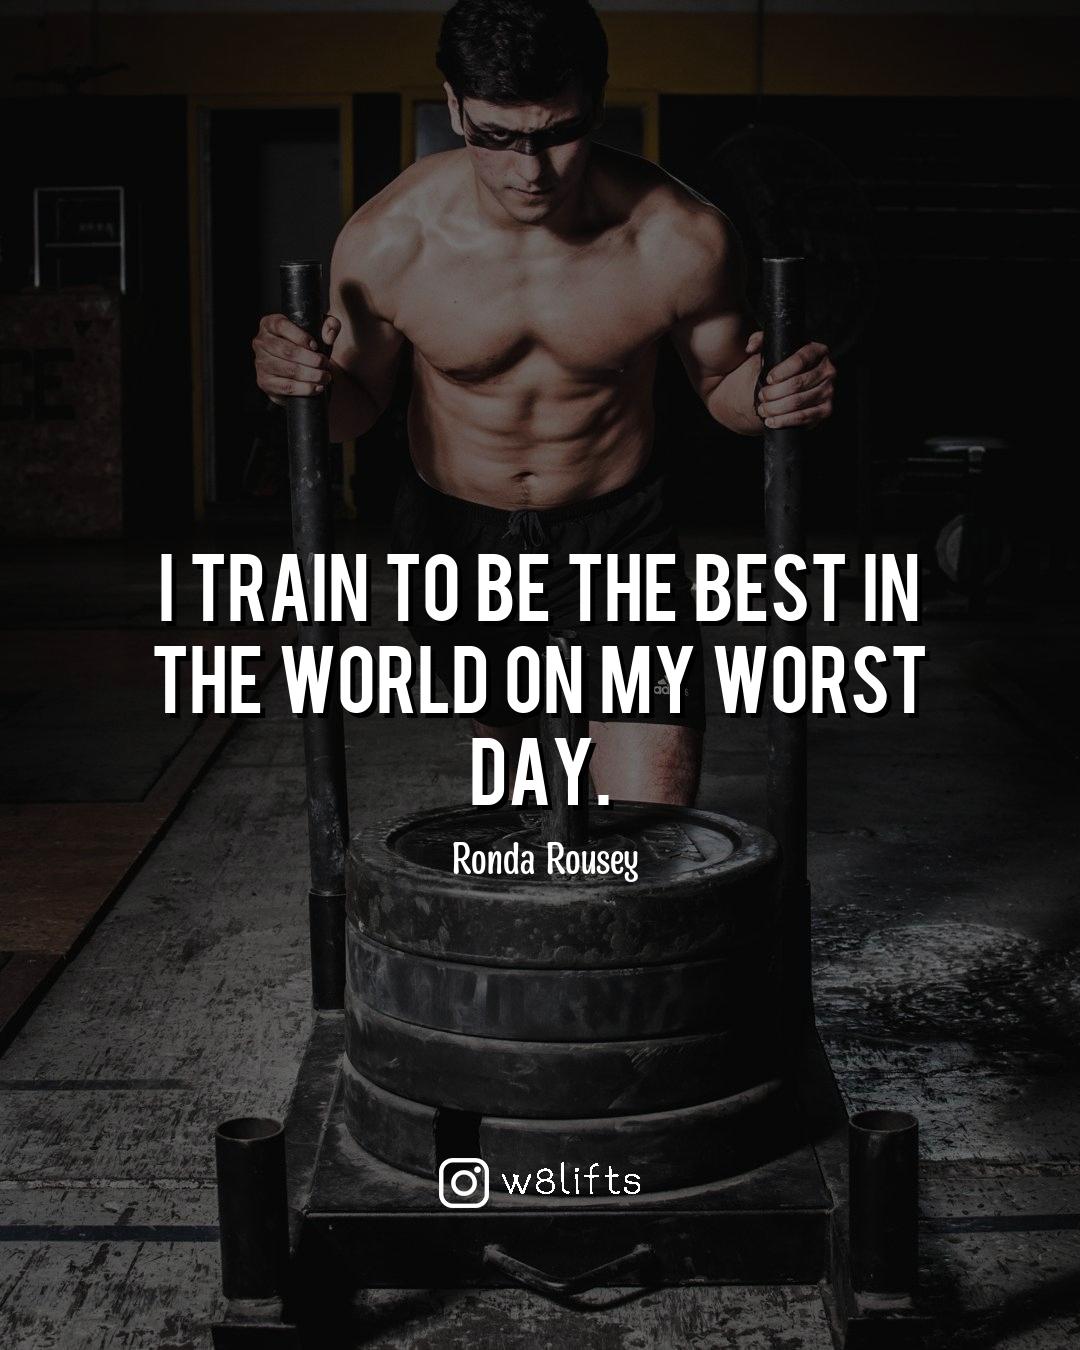 I TRAIN TO BE THE BEST IN
THE WORLD ON MY WORST
DAY.
Ronda Rousey
w8lifts